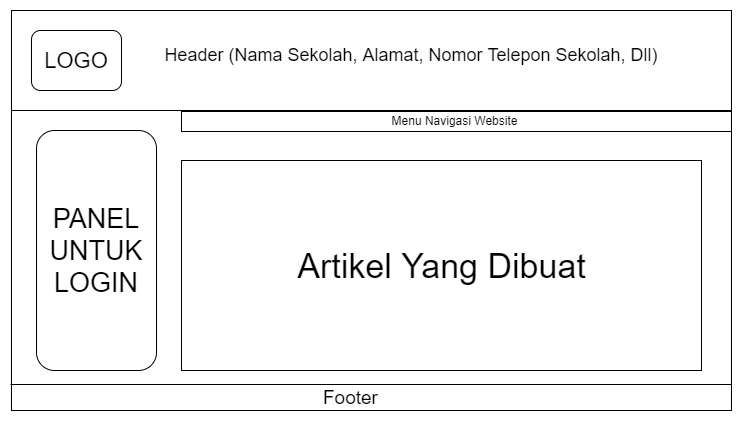 LOGO
Header (Nama Sekolah, Alamat, Nomor Telepon Sekolah, Dll)
Menu Navigasi Website
PANEL
UNTUK
LOGIN
Artikel Yang Dibuat
Footer